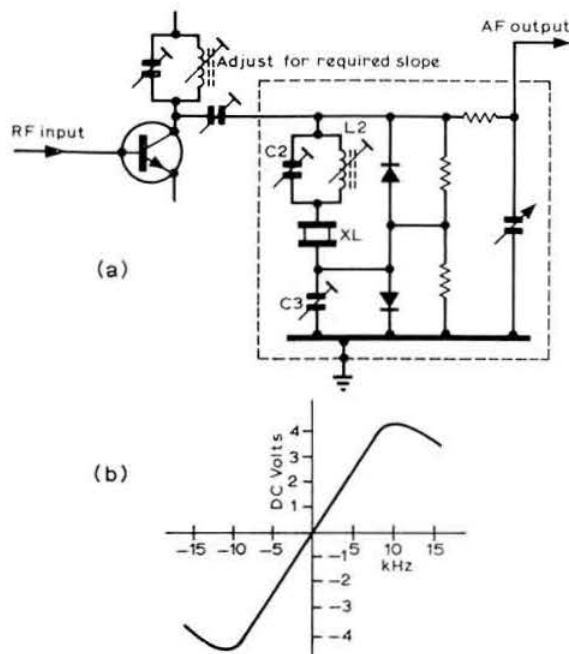 AF output
Adjust for required slope
RF input
L2
C2
XL
(a)
C3
(b)
DC Volts
4
3
2
1
-15 -10 -5 5 10 15
kHz
-1
-2
-3
-4